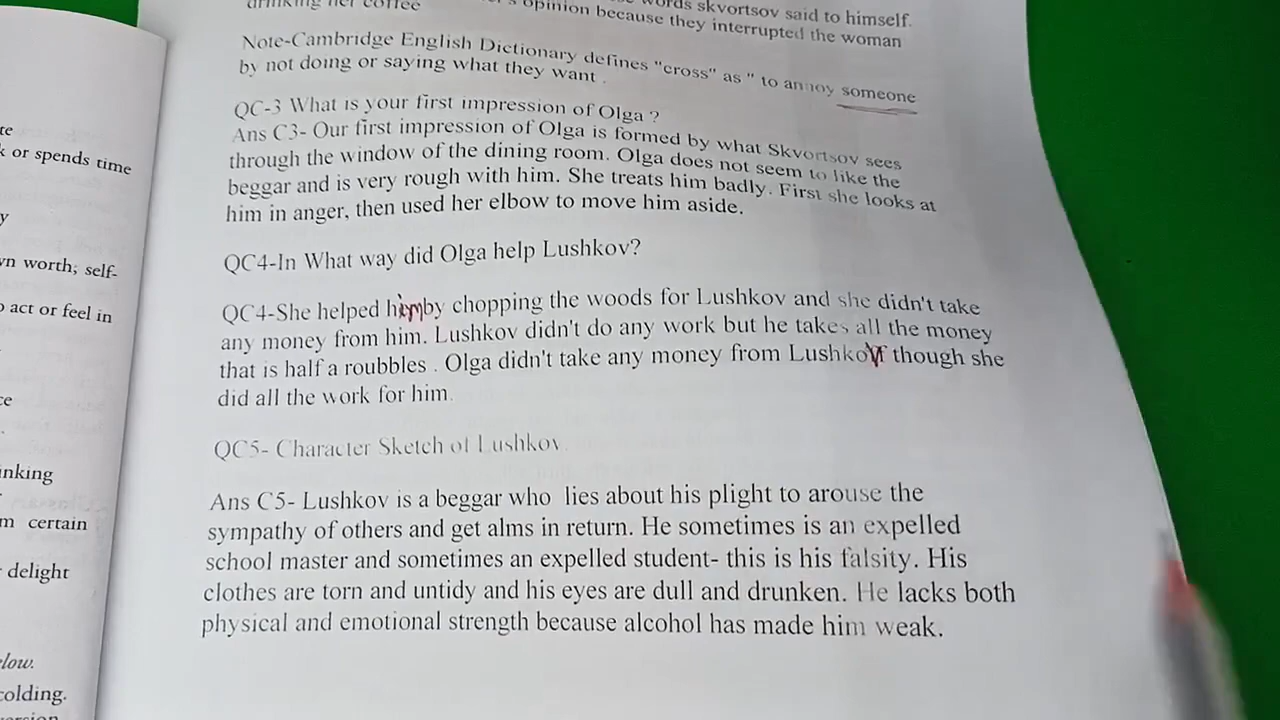 te
k or spends time
y
wn worth; self-
o act or feel in
ce
inking
m certain
delight
low.
colding.
words skvortsov said to himself.
drinking her coffee
's opinion because they interrupted the woman
Note-Cambridge English Dictionary defines "cross" as " to annoy someone
by not doing or saying what they want .
QC-3 What is your first impression of Olga ?
Ans C3- Our first impression of Olga is formed by what Skvortsov sees
through the window of the dining room. Olga does not seem to like the
beggar and is very rough with him. She treats him badly. First she looks at
him in anger, then used her elbow to move him aside.
QC4-In What way did Olga help Lushkov?
QC4-She helped him by chopping the woods for Lushkov and she didn't take
any money from him. Lushkov didn't do any work but he takes all the money
that is half a roubbles . Olga didn't take any money from Lushkov though she
did all the work for him.
QC5- Character Sketch of Lushkov.
Ans C5- Lushkov is a beggar who lies about his plight to arouse the
sympathy of others and get alms in return. He sometimes is an expelled
school master and sometimes an expelled student- this is his falsity. His
clothes are torn and untidy and his eyes are dull and drunken. He lacks both
physical and emotional strength because alcohol has made him weak.